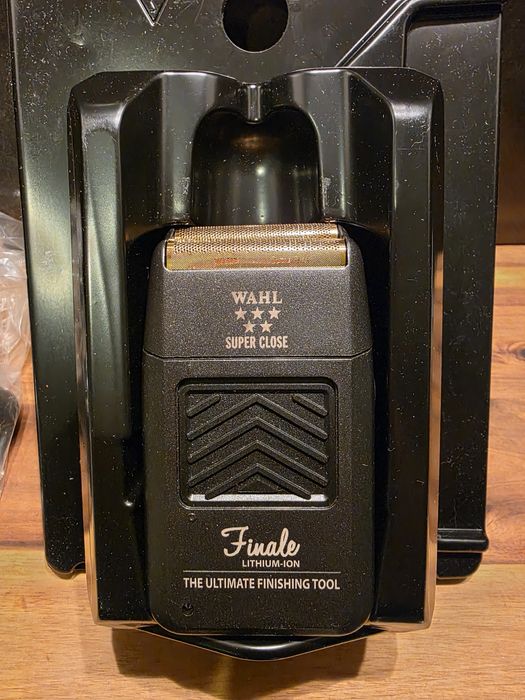 WAHL
SUPER CLOSE
Finale
LITHIUM-ION
THE ULTIMATE FINISHING TOOL